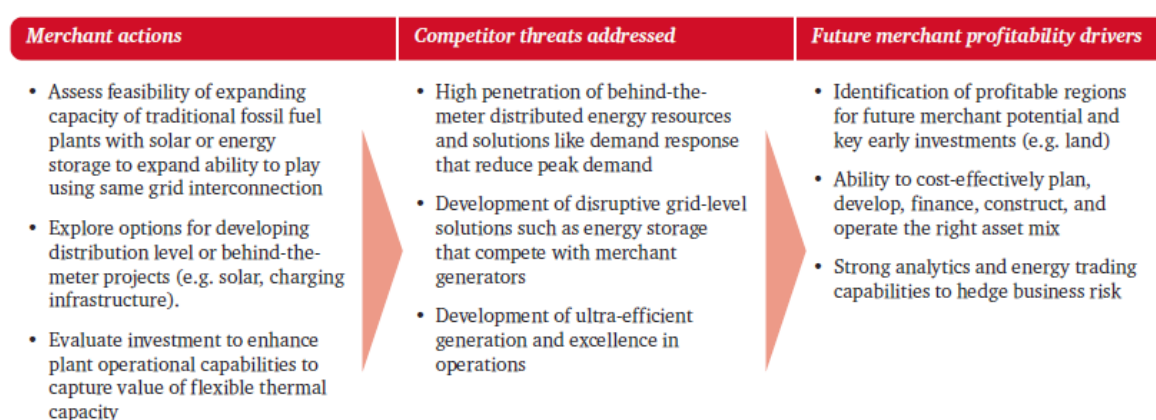 Merchant actions
Competitor threats addressed
Future merchant profitability drivers
• Assess feasibility of expanding
capacity of traditional fossil fuel
plants with solar or energy
storage to expand ability to play
using same grid interconnection
• Explore options for developing
distribution level or behind-the-
meter projects (e.g. solar, charging
infrastructure).
• Evaluate investment to enhance
plant operational capabilities to
capture value of flexible thermal
capacity
• High penetration of behind-the-
meter distributed energy resources
and solutions like demand response
that reduce peak demand
• Development of disruptive grid-level
solutions such as energy storage
that compete with merchant
generators
• Development of ultra-efficient
generation and excellence in
operations
• Identification of profitable regions
for future merchant potential and
key early investments (e.g. land)
• Ability to cost-effectively plan,
develop, finance, construct, and
operate the right asset mix
• Strong analytics and energy trading
capabilities to hedge business risk